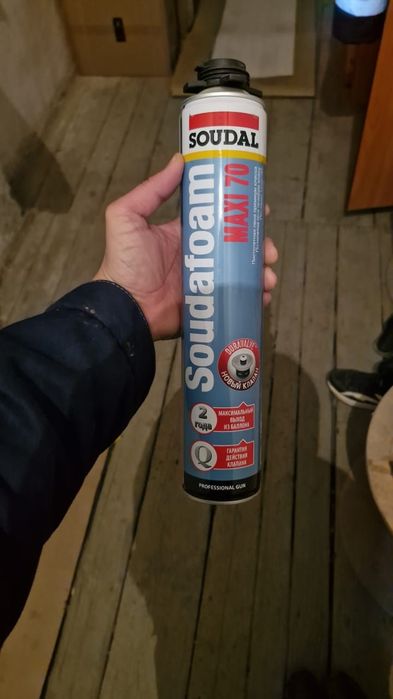 SOUDAL
Soudafoam
MAXI 70
DURAVALVE
НОВЫЙ КЛАПАН
2
года
МАКСИМАЛЬНЫЙ
ВЫХОД
ИЗ БАЛЛОНА
Q
ГАРАНТИЯ
ДЕЙСТВИЯ
КЛАПАНА
PROFESSIONAL GUN